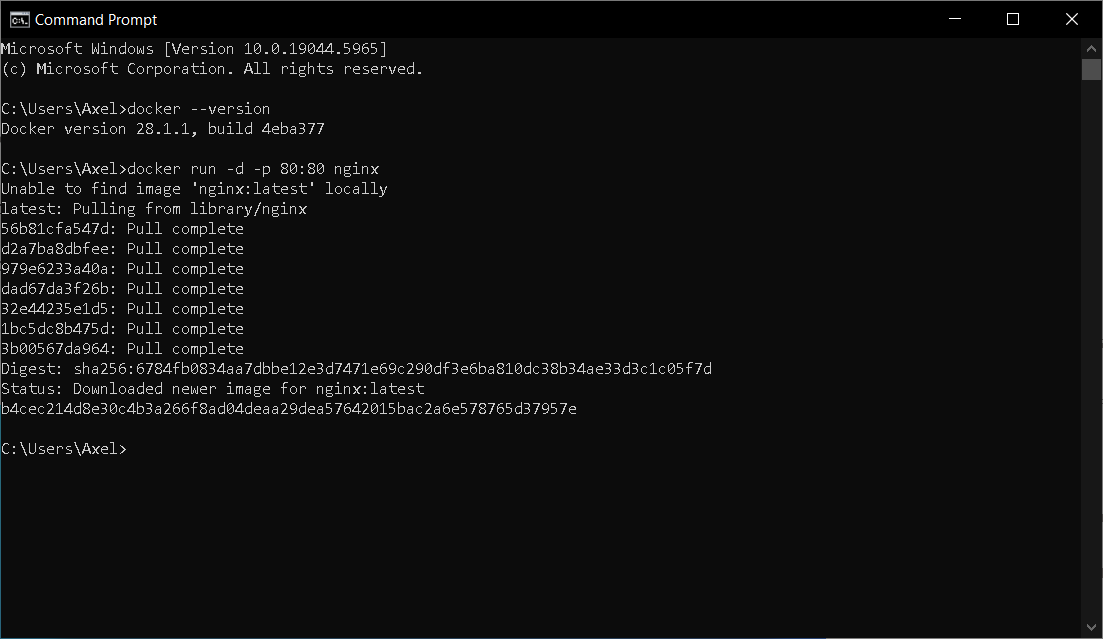 Command Prompt
Microsoft Windows [Version 10.0.19044.5965]
(c) Microsoft Corporation. All rights reserved.
C:\Users\Axel>docker --version
Docker version 28.1.1, build 4eba377
C:\Users\Axel>docker run -d -p 80:80 nginx
Unable to find image 'nginx:latest' locally
latest: Pulling from library/nginx
56b81cfa547d: Pull complete
d2a7ba8dbfee: Pull complete
979e6233a40a: Pull complete
dad67da3f26b: Pull complete
32e44235e1d5: Pull complete
1bc5dc8b475d: Pull complete
3b00567da964: Pull complete
Digest: sha256:6784fb0834aa7dbbe12e3d7471e69c290df3e6ba810dc38b34ae33d3c1c05f7d
Status: Downloaded newer image for nginx:latest
b4cec214d8e30c4b3a266f8ad04deaa29dea57642015bac2a6e578765d37957e
C:\Users\Axel>